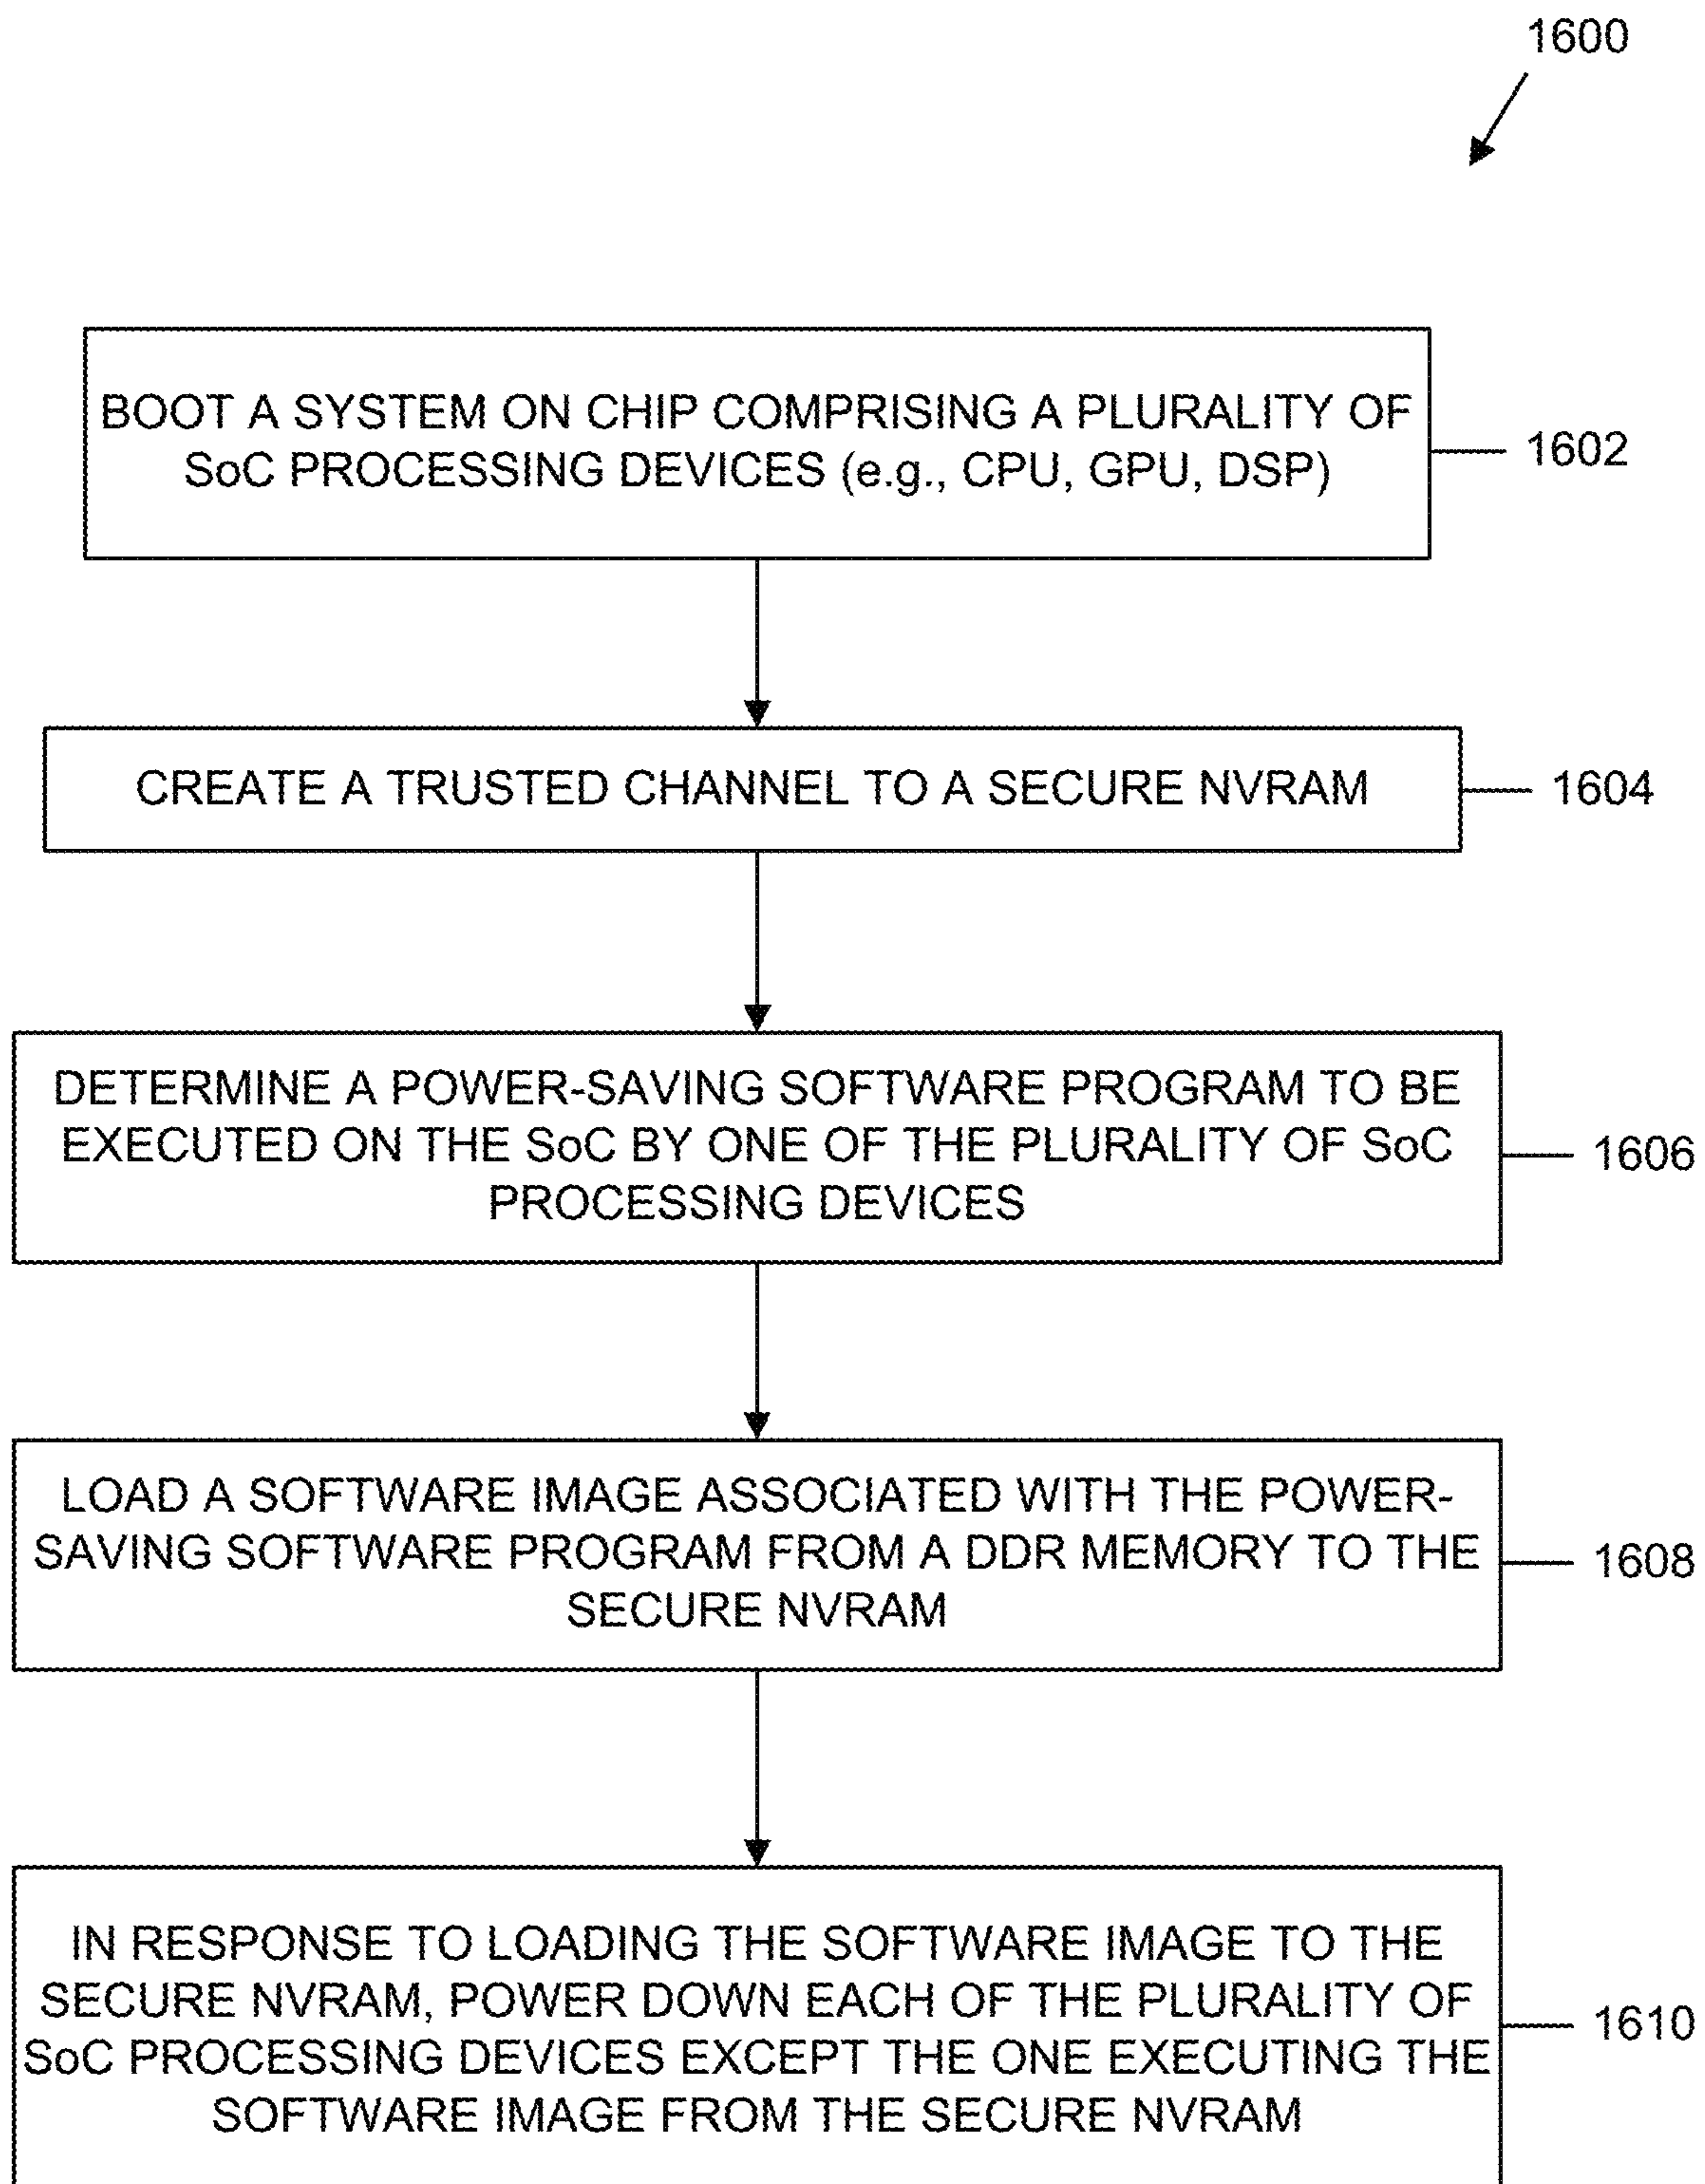 1600
BOOT A SYSTEM ON CHIP COMPRISING A PLURALITY OF
SoC PROCESSING DEVICES (e.g., CPU, GPU, DSP)
1602
CREATE A TRUSTED CHANNEL TO A SECURE NVRAM
1604
DETERMINE A POWER-SAVING SOFTWARE PROGRAM TO BE
EXECUTED ON THE SoC BY ONE OF THE PLURALITY OF SoC
PROCESSING DEVICES
1606
LOAD A SOFTWARE IMAGE ASSOCIATED WITH THE POWER-
SAVING SOFTWARE PROGRAM FROM A DDR MEMORY TO THE
SECURE NVRAM
1608
IN RESPONSE TO LOADING THE SOFTWARE IMAGE TO THE
SECURE NVRAM, POWER DOWN EACH OF THE PLURALITY OF
SoC PROCESSING DEVICES EXCEPT THE ONE EXECUTING THE
SOFTWARE IMAGE FROM THE SECURE NVRAM
1610